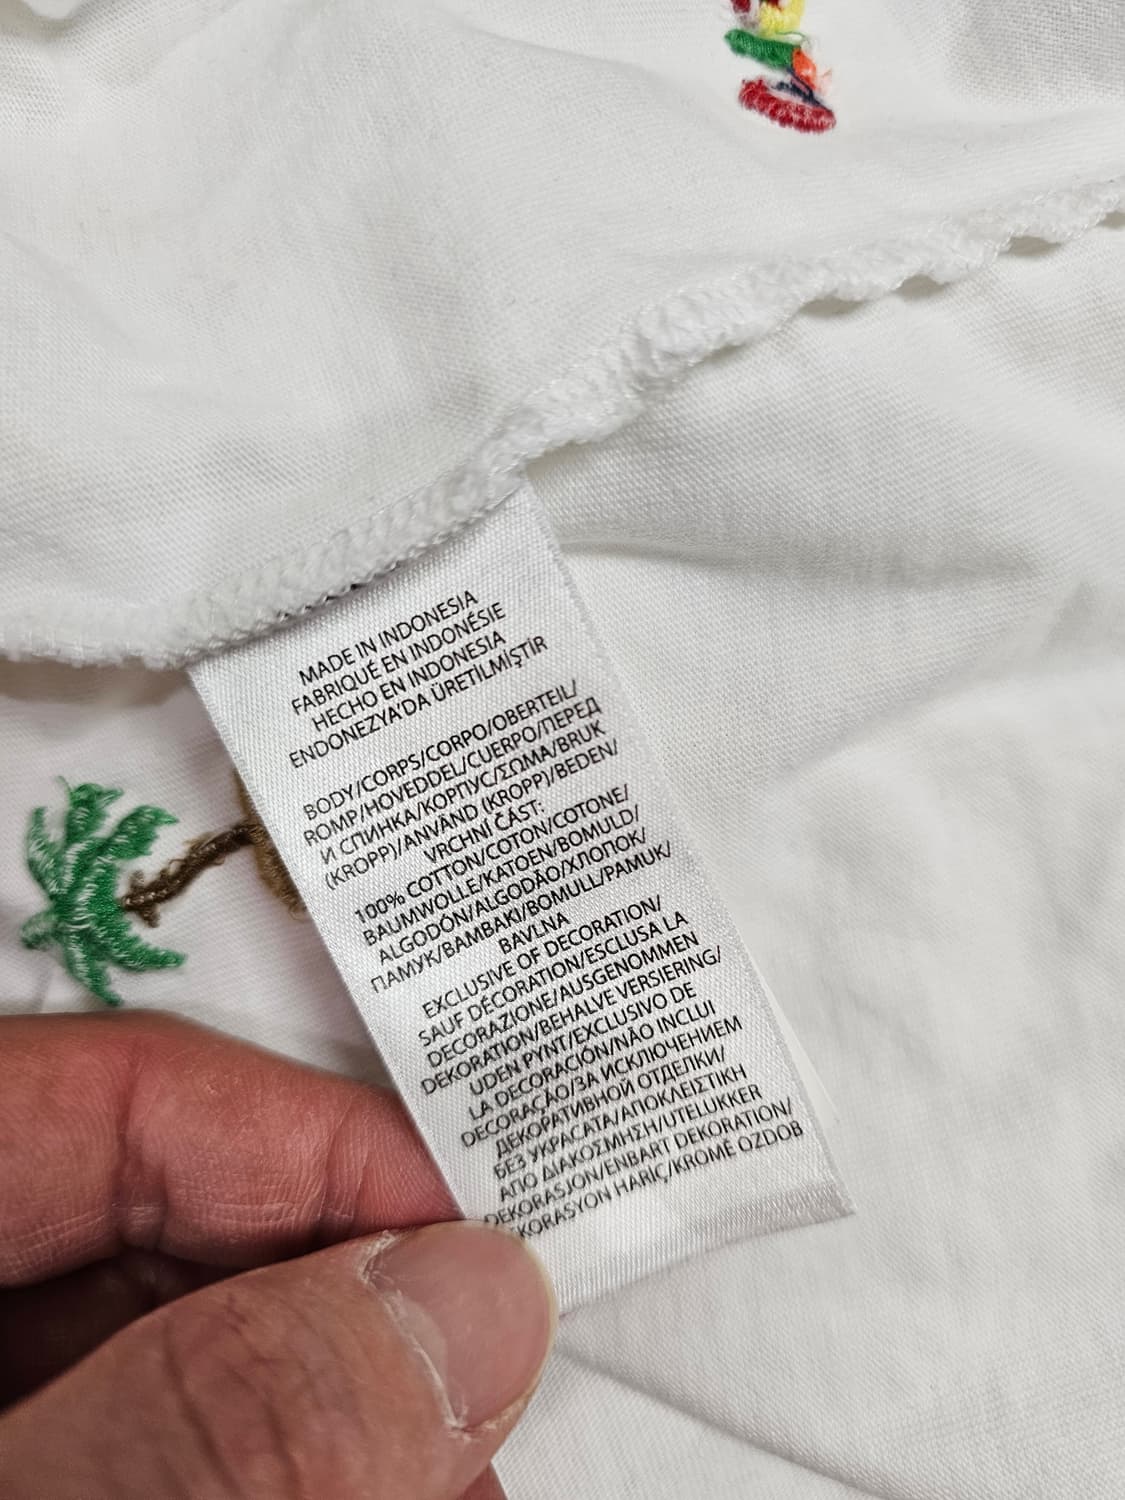 MADE IN INDONESIA
FABRIQUÉ EN INDONÉSIE
HECHO EN INDONESIA
ENDONEZYA'DA ÜRETILMIŞTIR
BODY/CORPS/CORPO/OBERTEIL/
ROMP/HOVEDDEL/CUERPO/ПЕРЕД
И СПИНКА/КОРПУС/ΣΩΜΑ/BRUK
(KROPP)/ANVÄND (KROPP)/BEDEN/
VRCHNÍ ČÁST:
100% COTTON/COTON/COTONE/
BAUMWOLLE/KATOEN/BOMULD/
ALGODÓN/ALGODÃO/ХЛОПОК/
ПАМУК/BAMBAKI/BOMULL/PAMUK/
BAVLNA
EXCLUSIVE OF DECORATION/
SAUF DÉCORATION/ESCLUSA LA
DECORAZIONE/AUSGENOMMEN
DEKORATION/BEHALVE VERSIERING/
UDEN PYNT/EXCLUSIVO DE
LA DECORACIÓN/NÃO INCLUI
DECORAÇÃO/ЗА ИСКЛЮЧЕНИЕМ
ДЕКОРАТИВНОЙ ОТДЕЛКИ/
БЕЗ УКРАСАТА/ΑΠΟΚΛΕΙΣΤΙΚΗ
ΑΠΟ ΔΙΑΚΟΣΜΗΣΗ/UTELUKKER
DEKORASJON/ENBART DEKORATION/
KORASYON HARIÇ/KROMĚ OZDOB